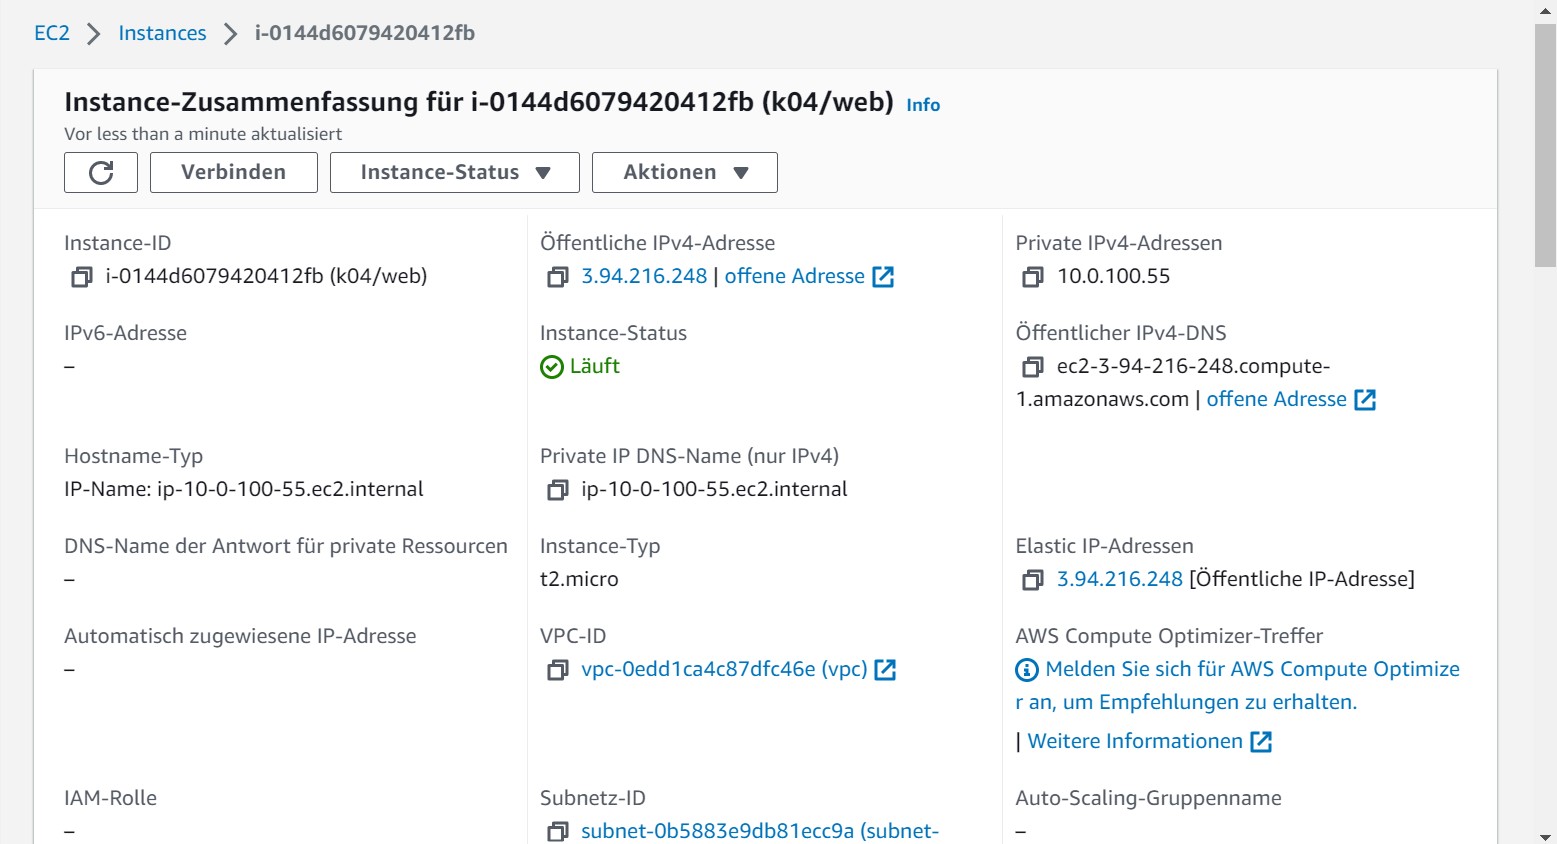 EC2 > Instances > i-0144d6079420412fb
Instance-Zusammenfassung für i-0144d6079420412fb (k04/web) Info
Vor less than a minute aktualisiert
Verbinden
Instance-Status
Aktionen
Instance-ID
i-0144d6079420412fb (k04/web)
Öffentliche IPv4-Adresse
3.94.216.248 | offene Adresse
Private IPv4-Adressen
10.0.100.55
IPv6-Adresse
–
Instance-Status
Läuft
Öffentlicher IPv4-DNS
ec2-3-94-216-248.compute-
1.amazonaws.com | offene Adresse
Hostname-Typ
IP-Name: ip-10-0-100-55.ec2.internal
Private IP DNS-Name (nur IPv4)
ip-10-0-100-55.ec2.internal
DNS-Name der Antwort für private Ressourcen
–
Instance-Typ
t2.micro
Elastic IP-Adressen
3.94.216.248 [Öffentliche IP-Adresse]
Automatisch zugewiesene IP-Adresse
–
VPC-ID
vpc-0edd1ca4c87dfc46e (vpc)
AWS Compute Optimizer-Treffer
Melden Sie sich für AWS Compute Optimize
r an, um Empfehlungen zu erhalten.
| Weitere Informationen
IAM-Rolle
–
Subnetz-ID
subnet-0b5883e9db81ecc9a (subnet-
Auto-Scaling-Gruppenname
–